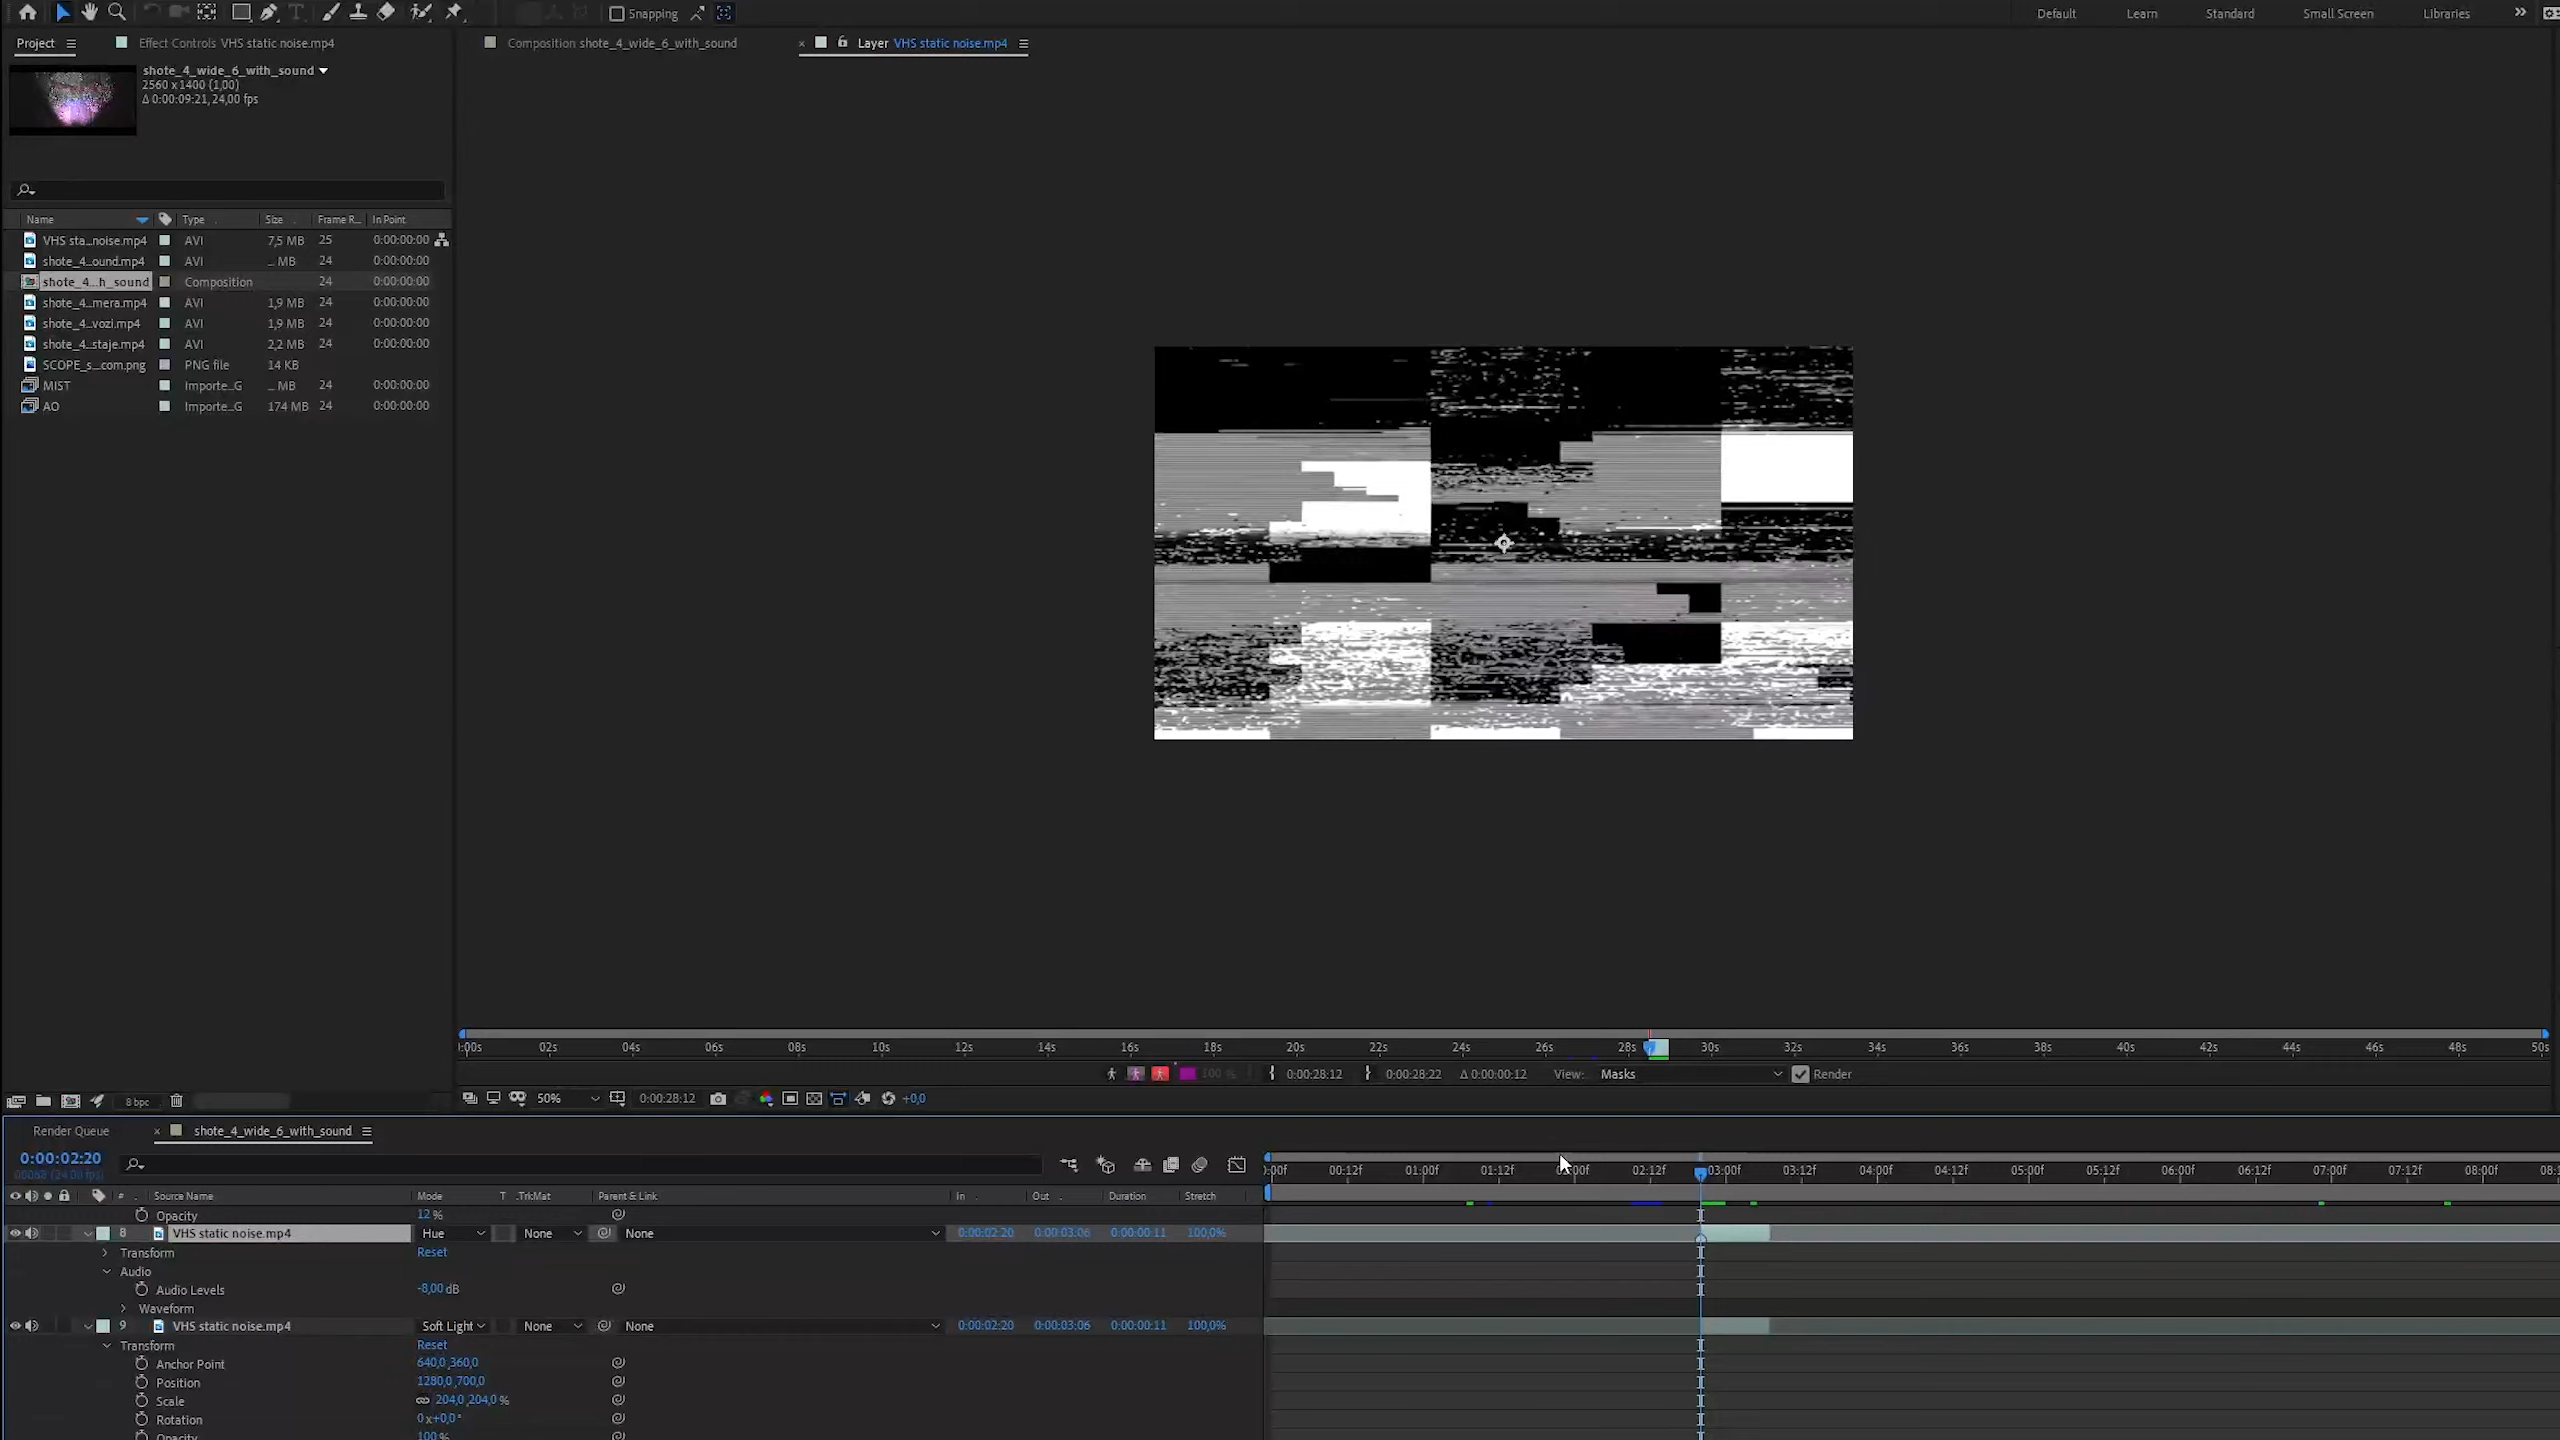 Snapping
Default Learn Standard Small Screen Libraries
Project
Effect Controls VHS static noise.mp4
Composition shote_4_wide_6_with_sound
Layer VHS static noise.mp4
shote_4_wide_6_with_sound
2560 x 1400 (1,00)
Δ 0:00:09:21, 24,00 fps
Name Type Size Frame R... In Point
VHS sta...noise.mp4 AVI 7,5 MB 25 0:00:00:00
shote_4...ound.mp4 AVI ... MB 24 0:00:00:00
shote_4...h_sound Composition 24 0:00:00:00
shote_4...mera.mp4 AVI 1,9 MB 24 0:00:00:00
shote_4...vozi.mp4 AVI 1,9 MB 24 0:00:00:00
shote_4...staje.mp4 AVI 2,2 MB 24 0:00:00:00
SCOPE_s...com.png PNG file 14 KB
MIST Importe...G ... MB 24 0:00:00:00
AO Importe...G 174 MB 24 0:00:00:00
:00s 02s 04s 06s 08s 10s 12s 14s 16s 18s 20s 22s 24s 26s 28s 30s 32s 34s 36s 38s 40s 42s 44s 46s 48s 50s
100 % 0:00:28:12 0:00:28:22 Δ 0:00:00:12 View: Masks Render
8 bpc
50% 0:00:28:12 +0,0
Render Queue
shote_4_wide_6_with_sound
0:00:02:20
00068 (24.00 fps)
:00f 00:12f 01:00f 01:12f 02:12f 03:00f 03:12f 04:00f 04:12f 05:00f 05:12f 06:00f 06:12f 07:00f 07:12f 08:00f
# Source Name Mode T .TrkMat Parent & Link In Out Duration Stretch
Opacity 12 %
8 VHS static noise.mp4 Hue None None 0:00:02:20 0:00:03:06 0:00:00:11 100,0%
Transform Reset
Audio
Audio Levels -8,00 dB
Waveform
9 VHS static noise.mp4 Soft Light None None 0:00:02:20 0:00:03:06 0:00:00:11 100,0%
Transform Reset
Anchor Point 640,0,360,0
Position 1280,0,700,0
Scale 204,0,204,0 %
Rotation 0 x+0,0 °
Opacity 100 %